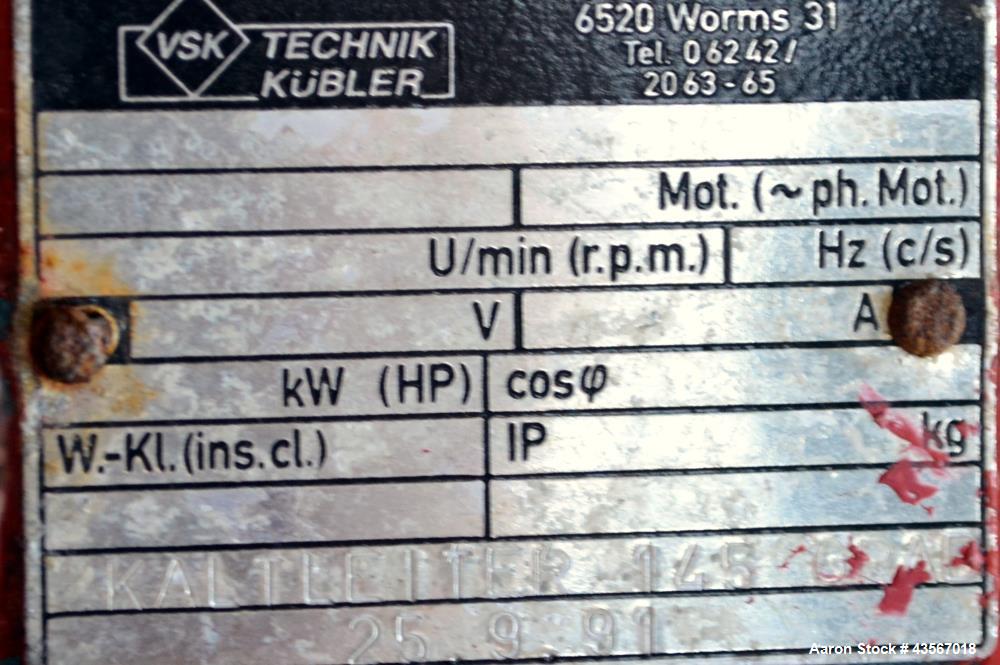 VSK TECHNIK
KÜBLER
6520 Worms 31
Tel. 06242/
2063-65
Mot. (~ph. Mot.)
U/min (r.p.m.)
Hz (c/s)
V
A
kW (HP)
cosφ
W.-Kl.(ins.cl.)
IP
kg
KALTLEITER 145
25.9.91
Aaron Stock # 43567018